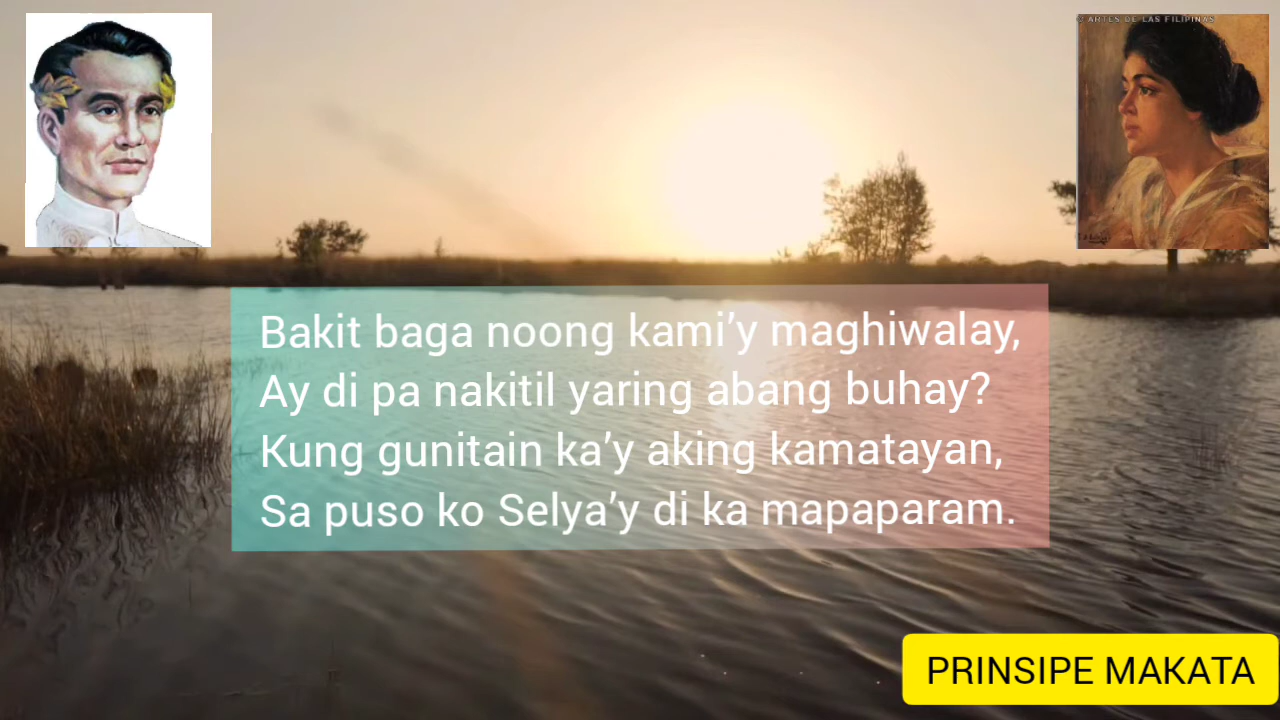 © ARTES DE LAS FILIPINAS
Bakit baga noong kami’y maghiwalay,
Ay di pa nakitil yaring abang buhay?
Kung gunitain ka’y aking kamatayan,
Sa puso ko Selya’y di ka mapaparam.
PRINSIPE MAKATA